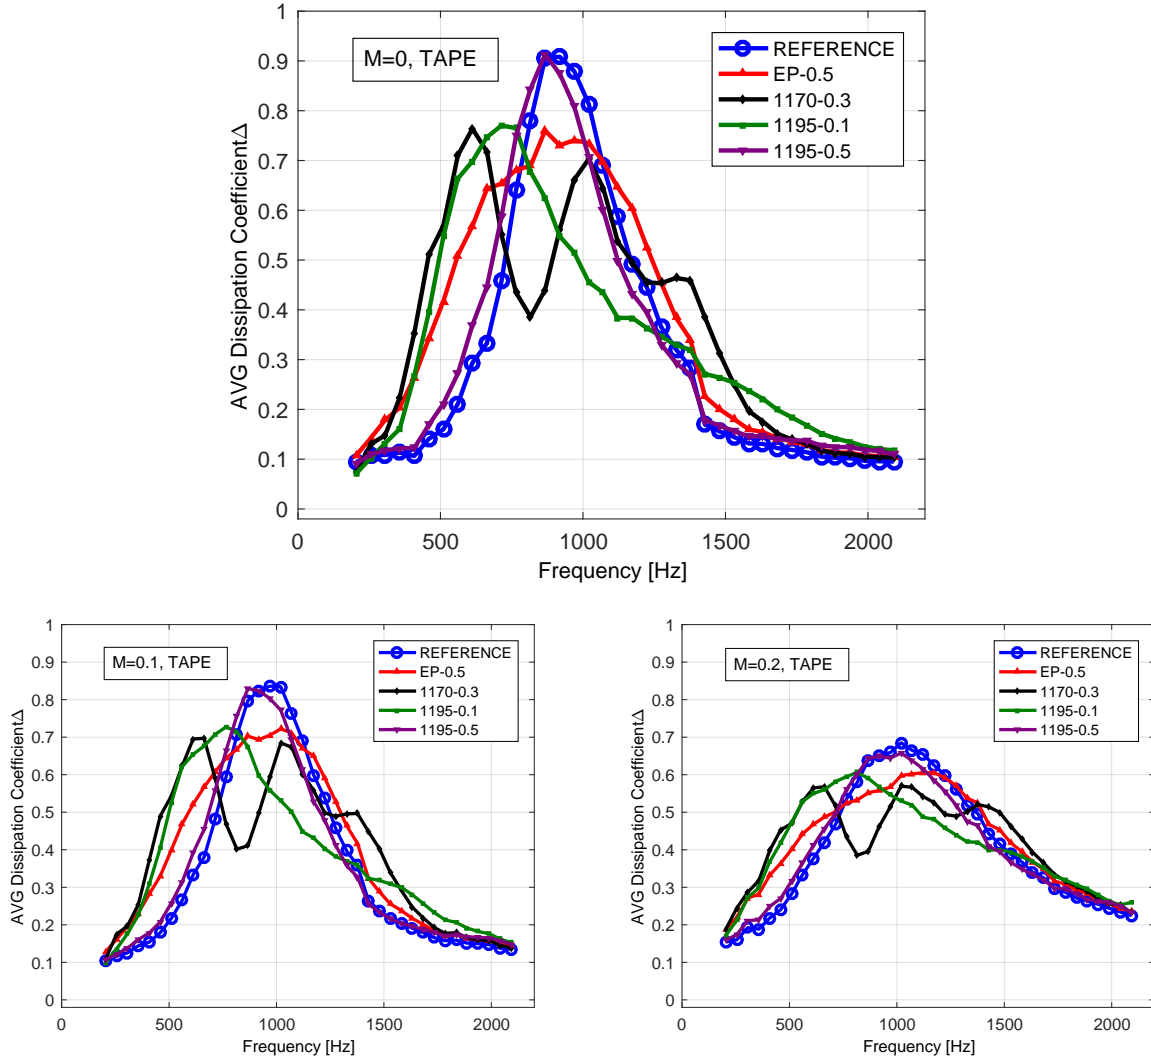 M=0, TAPE
REFERENCE
EP-0.5
1170-0.3
1195-0.1
1195-0.5
AVG Dissipation CoefficientΔ
1
0.9
0.8
0.7
0.6
0.5
0.4
0.3
0.2
0.1
0
0 500 1000 1500 2000
Frequency [Hz]
M=0.1, TAPE
REFERENCE
EP-0.5
1170-0.3
1195-0.1
1195-0.5
AVG Dissipation CoefficientΔ
1
0.9
0.8
0.7
0.6
0.5
0.4
0.3
0.2
0.1
0
0 500 1000 1500 2000
Frequency [Hz]
M=0.2, TAPE
REFERENCE
EP-0.5
1170-0.3
1195-0.1
1195-0.5
AVG Dissipation CoefficientΔ
1
0.9
0.8
0.7
0.6
0.5
0.4
0.3
0.2
0.1
0
0 500 1000 1500 2000
Frequency [Hz]